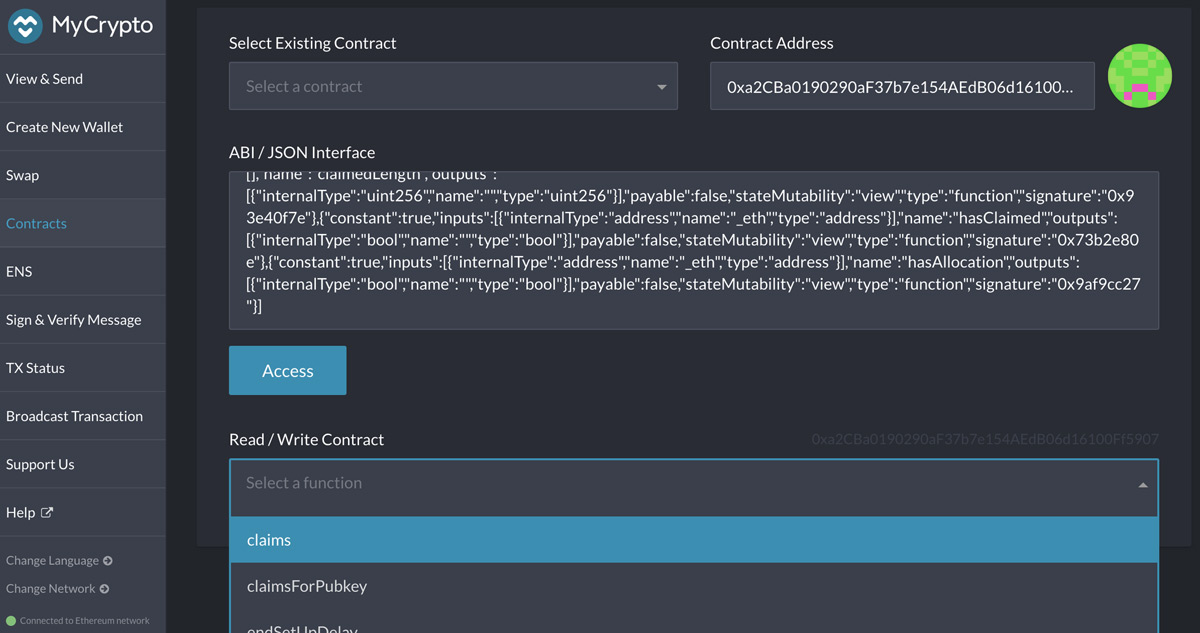 MyCrypto
View & Send
Create New Wallet
Swap
Contracts
ENS
Sign & Verify Message
TX Status
Broadcast Transaction
Support Us
Help
Change Language
Change Network
Connected to Ethereum network
Select Existing Contract
Select a contract
Contract Address
0xa2CBa0190290aF37b7e154AEdB06d16100...
ABI / JSON Interface
[],"name":"claimedLength","outputs":
[{"internalType":"uint256","name":"","type":"uint256"}],"payable":false,"stateMutability":"view","type":"function","signature":"0x9
3e40f7e"},{"constant":true,"inputs":[{"internalType":"address","name":"_eth","type":"address"}],"name":"hasClaimed","outputs":
[{"internalType":"bool","name":"","type":"bool"}],"payable":false,"stateMutability":"view","type":"function","signature":"0x73b2e80
e"},{"constant":true,"inputs":[{"internalType":"address","name":"_eth","type":"address"}],"name":"hasAllocation","outputs":
[{"internalType":"bool","name":"","type":"bool"}],"payable":false,"stateMutability":"view","type":"function","signature":"0x9af9cc27
"}]
Access
Read / Write Contract
0xa2CBa0190290aF37b7e154AEdB06d16100Ff5907
Select a function
claims
claimsForPubkey
endSetUpDelay